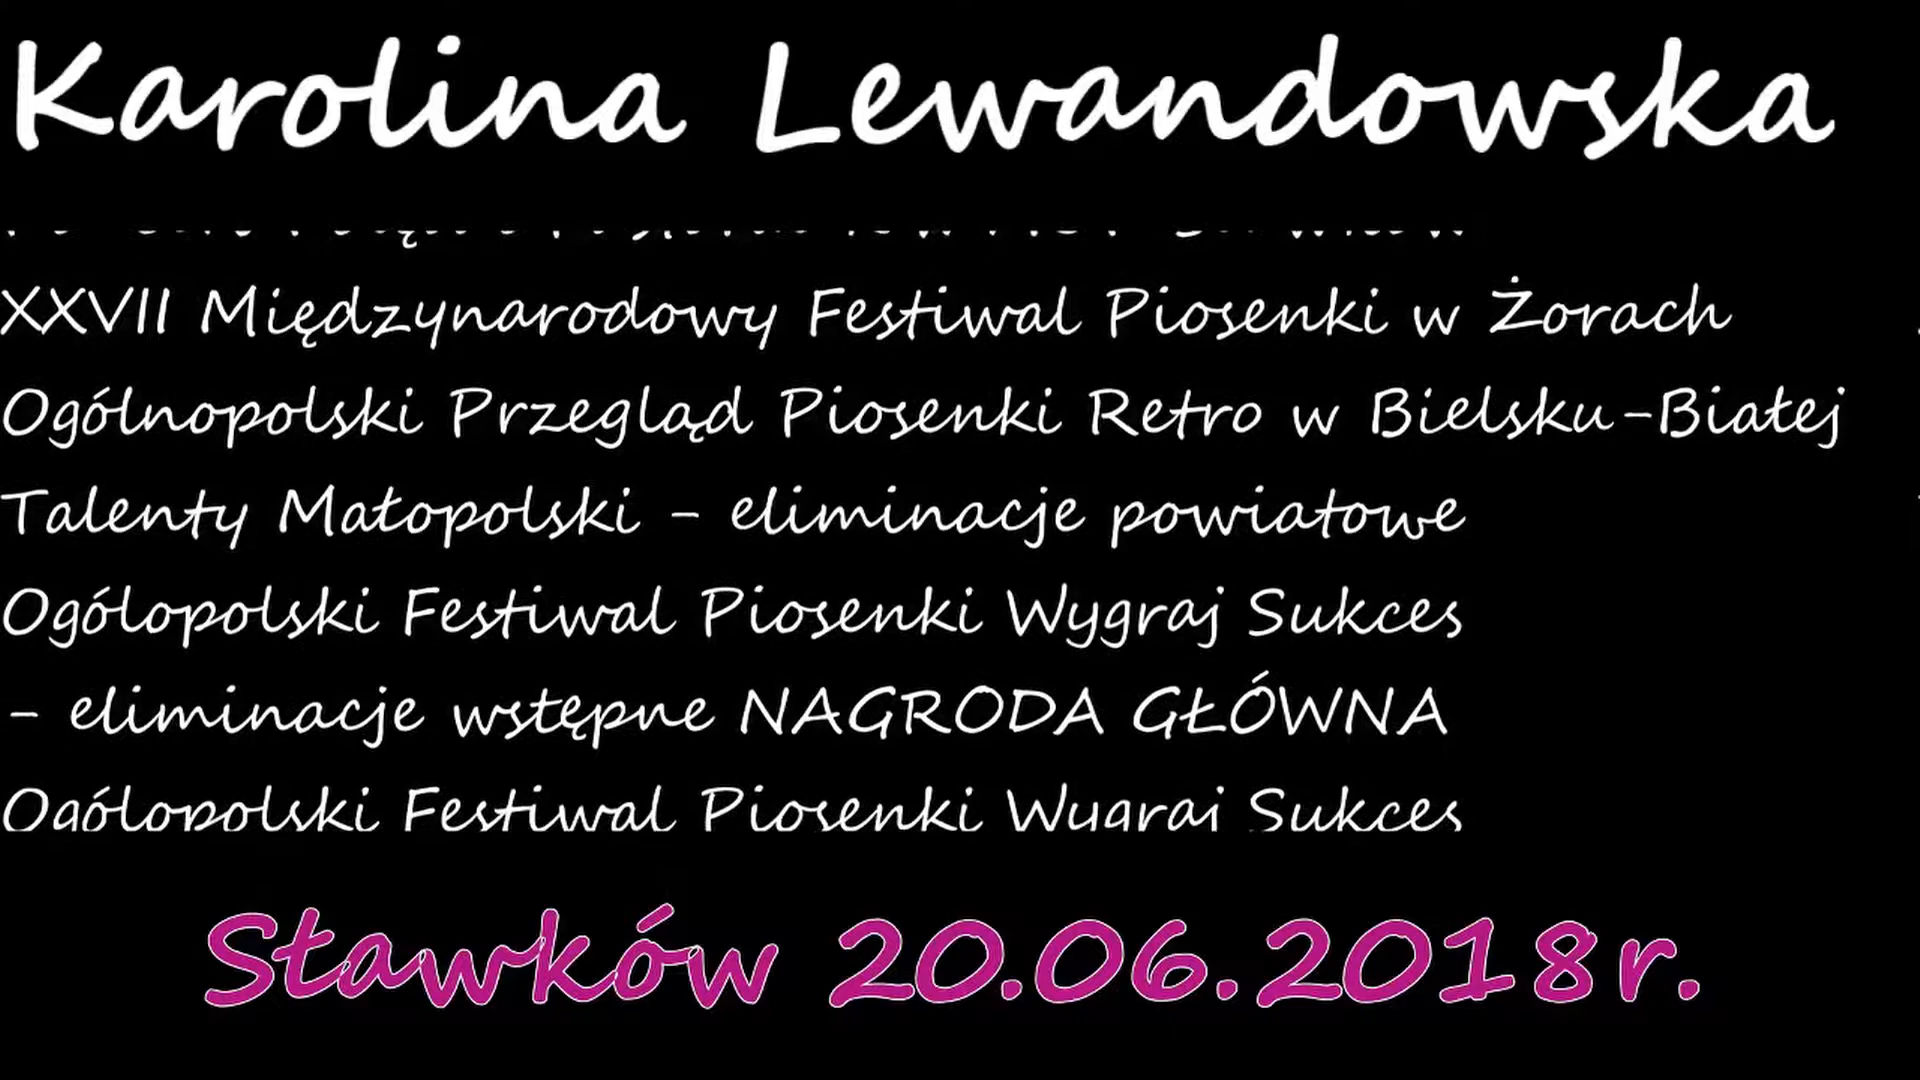 Karolina Lewandowska
XXVII Międzynarodowy Festiwal Piosenki w Żorach
Ogólnopolski Przegląd Piosenki Retro w Bielsku-Białej
Talenty Małopolski - eliminacje powiatowe
Ogólopolski Festiwal Piosenki Wygraj Sukces
- eliminacje wstępne NAGRODA GŁÓWNA
Ogólopolski Festiwal Piosenki Wygraj Sukces
Sławków 20.06.2018r.